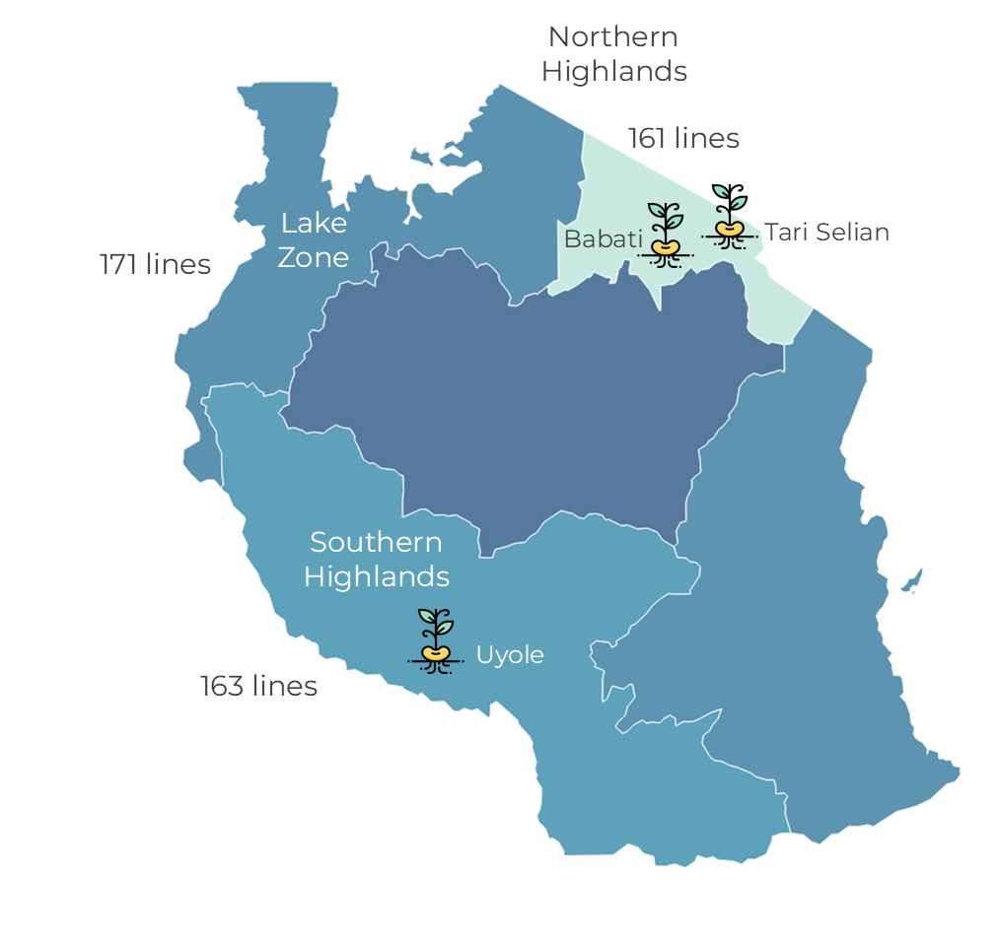 Northern
Highlands
161 lines
Lake
Zone
Babati
Tari Selian
171 lines
Southern
Highlands
Uyole
163 lines